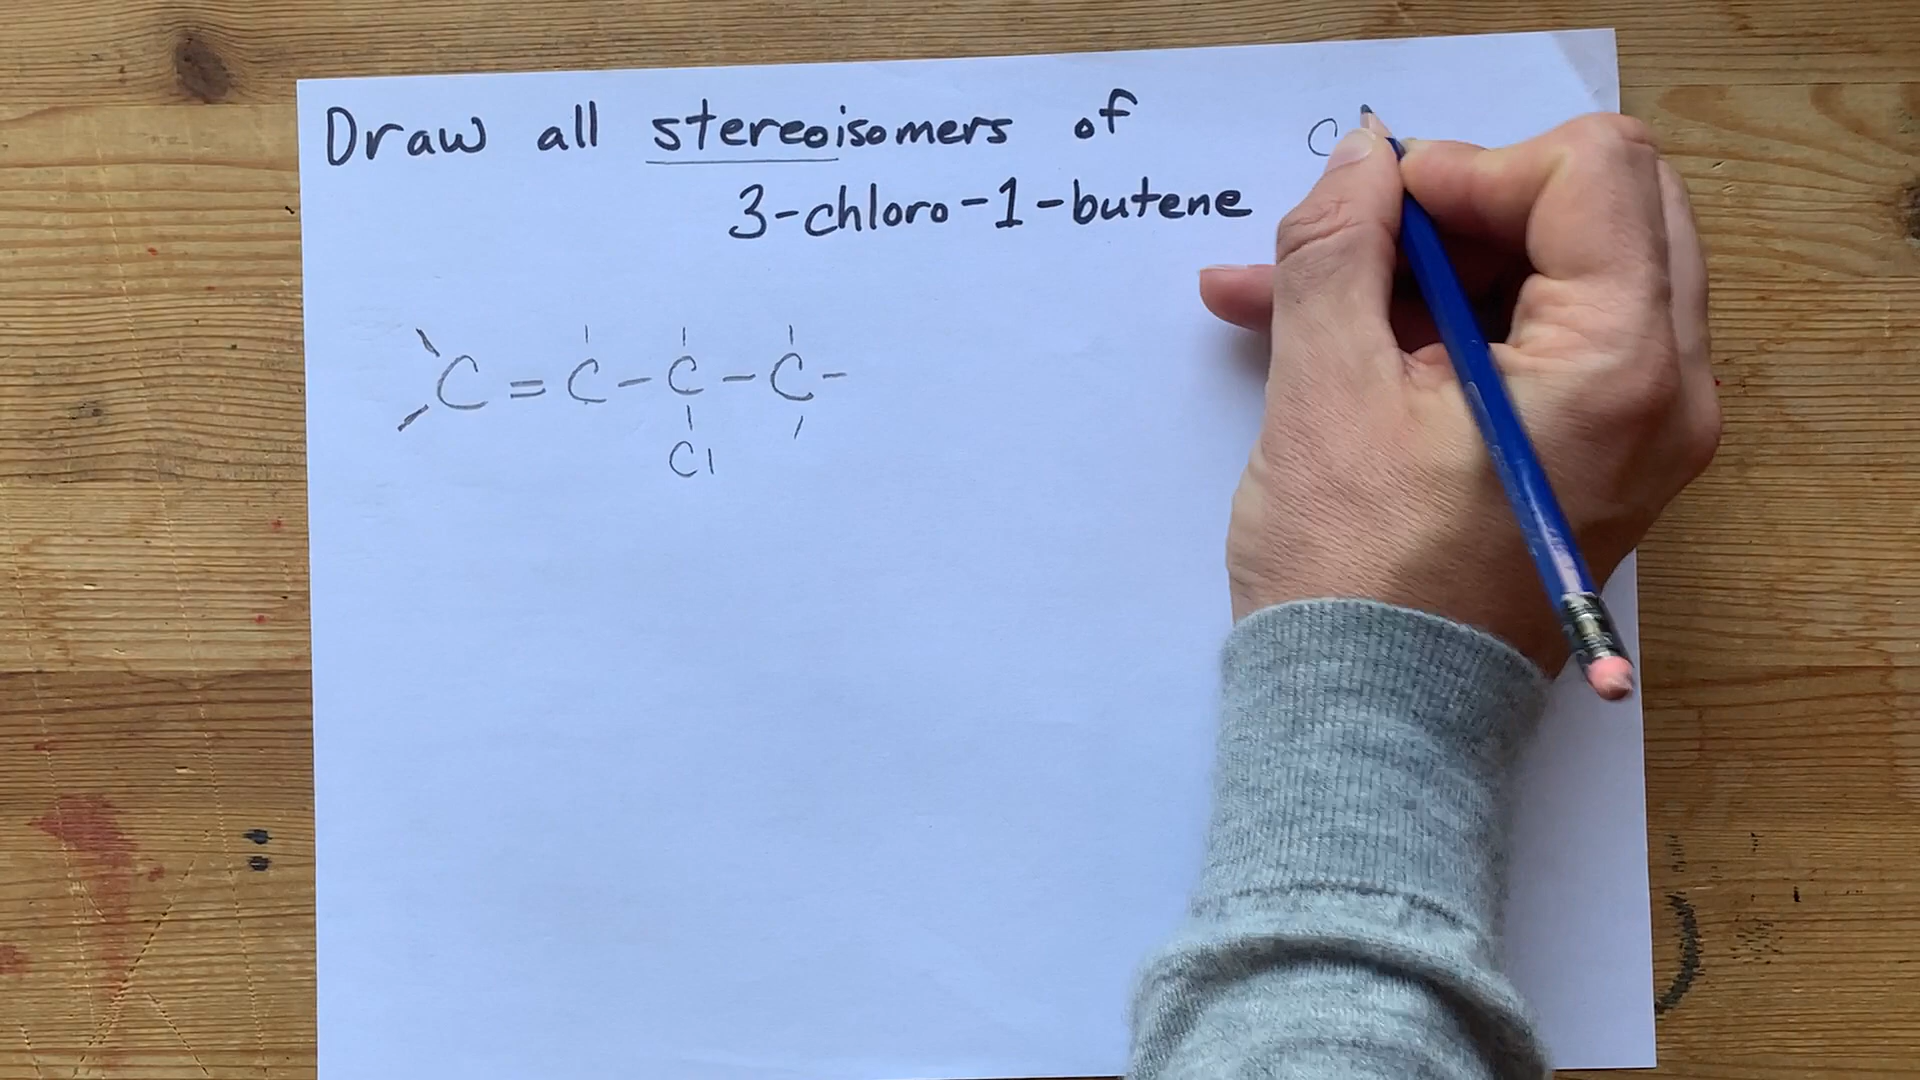 Draw all stereoisomers of
3-chloro-1-butene
C
C=C-C-C-
Cl